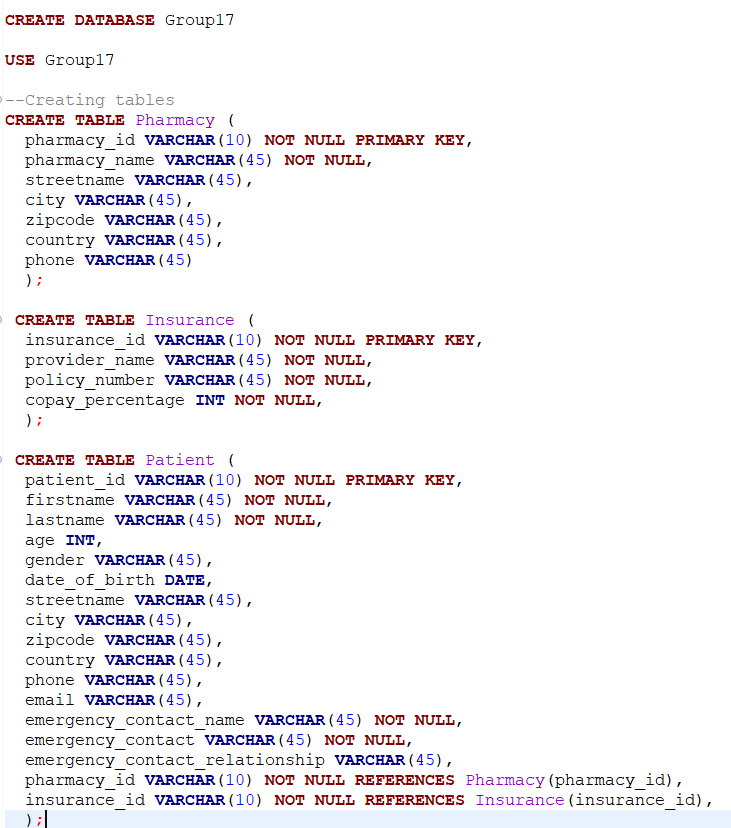 CREATE DATABASE Group17
USE Group17
--Creating tables
CREATE TABLE Pharmacy (
pharmacy_id VARCHAR(10) NOT NULL PRIMARY KEY,
pharmacy_name VARCHAR(45) NOT NULL,
streetname VARCHAR(45),
city VARCHAR(45),
zipcode VARCHAR(45),
country VARCHAR(45),
phone VARCHAR(45)
);
CREATE TABLE Insurance (
insurance_id VARCHAR(10) NOT NULL PRIMARY KEY,
provider_name VARCHAR(45) NOT NULL,
policy_number VARCHAR(45) NOT NULL,
copay_percentage INT NOT NULL,
);
CREATE TABLE Patient (
patient_id VARCHAR(10) NOT NULL PRIMARY KEY,
firstname VARCHAR(45) NOT NULL,
lastname VARCHAR(45) NOT NULL,
age INT,
gender VARCHAR(45),
date_of_birth DATE,
streetname VARCHAR(45),
city VARCHAR(45),
zipcode VARCHAR(45),
country VARCHAR(45),
phone VARCHAR(45),
email VARCHAR(45),
emergency_contact_name VARCHAR(45) NOT NULL,
emergency_contact VARCHAR(45) NOT NULL,
emergency_contact_relationship VARCHAR(45),
pharmacy_id VARCHAR(10) NOT NULL REFERENCES Pharmacy(pharmacy_id),
insurance_id VARCHAR(10) NOT NULL REFERENCES Insurance(insurance_id),
);